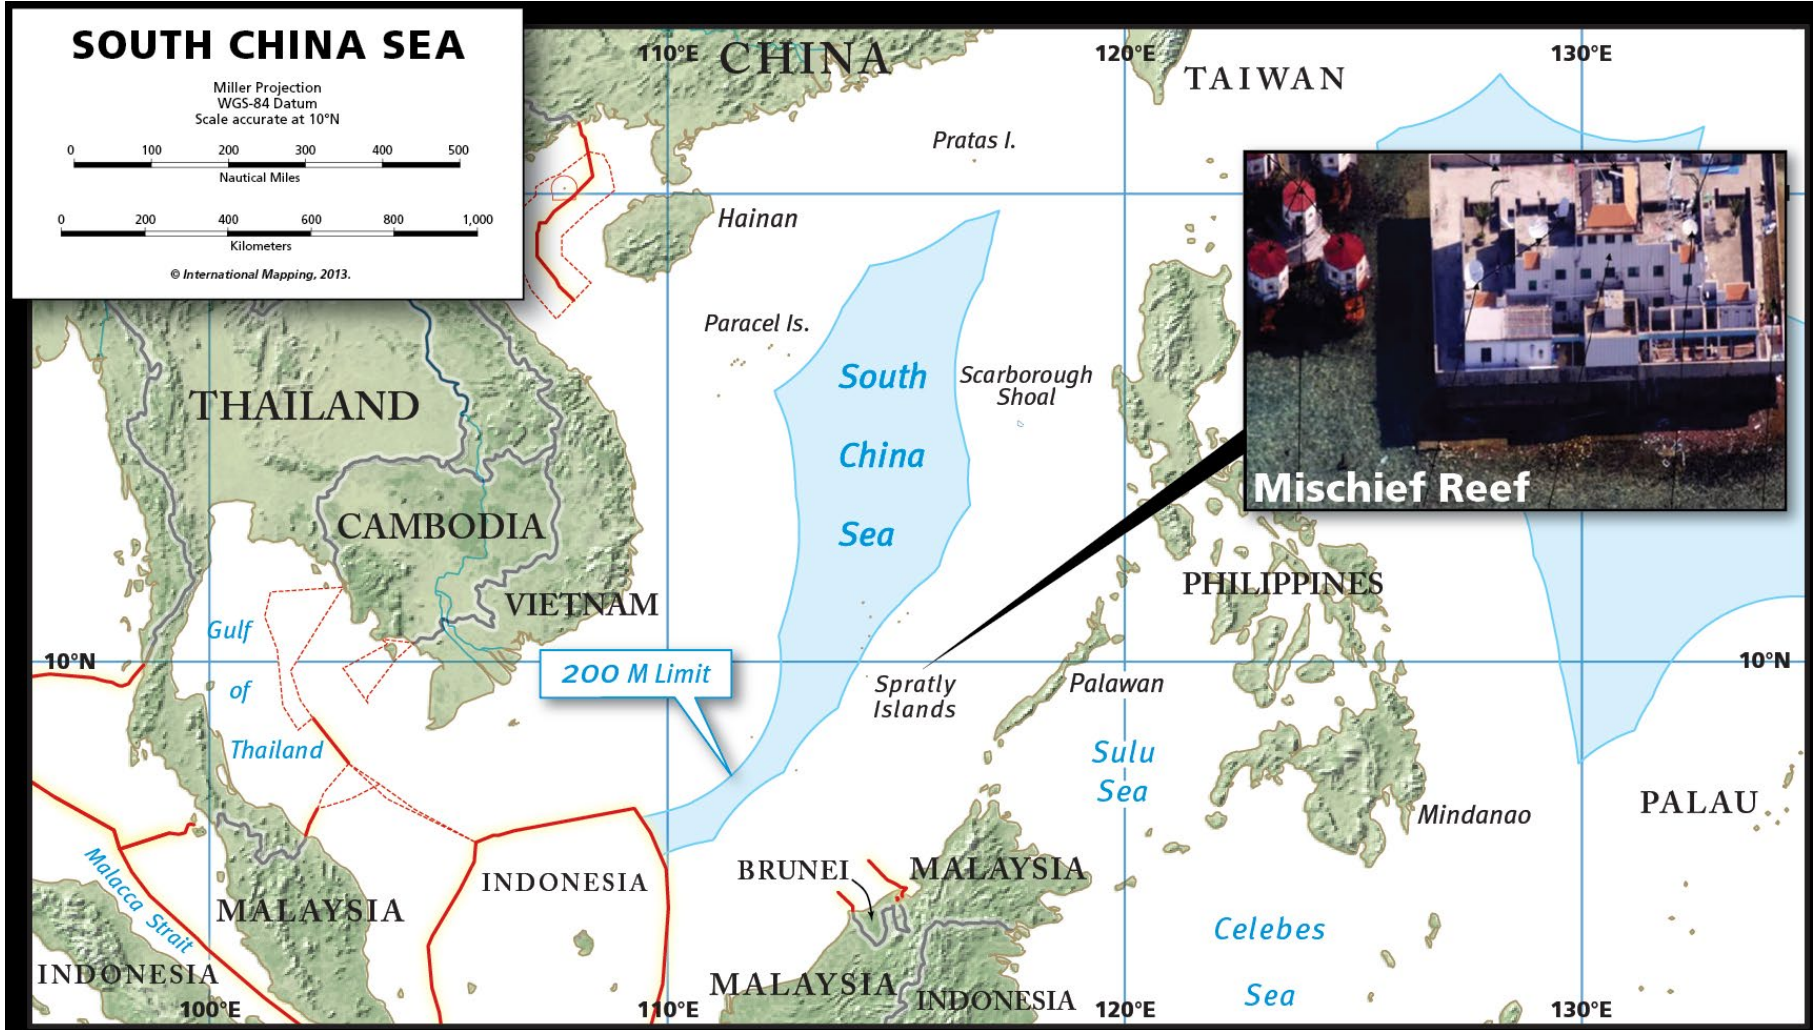 SOUTH CHINA SEA
Miller Projection
WGS-84 Datum
Scale accurate at 10°N
0 100 200 300 400 500
Nautical Miles
0 200 400 600 800 1,000
Kilometers
© International Mapping, 2013.
110°E
CHINA
120°E
TAIWAN
130°E
Pratas I.
Hainan
Paracel Is.
South
China
Sea
Scarborough
Shoal
THAILAND
CAMBODIA
VIETNAM
Mischief Reef
PHILIPPINES
Gulf
of
Thailand
10°N
200 M Limit
Spratly
Islands
Palawan
10°N
Sulu
Sea
Mindanao
PALAU
Malacca Strait
MALAYSIA
INDONESIA
BRUNEI
MALAYSIA
INDONESIA
MALAYSIA
INDONESIA
Celebes
Sea
100°E
110°E
120°E
130°E